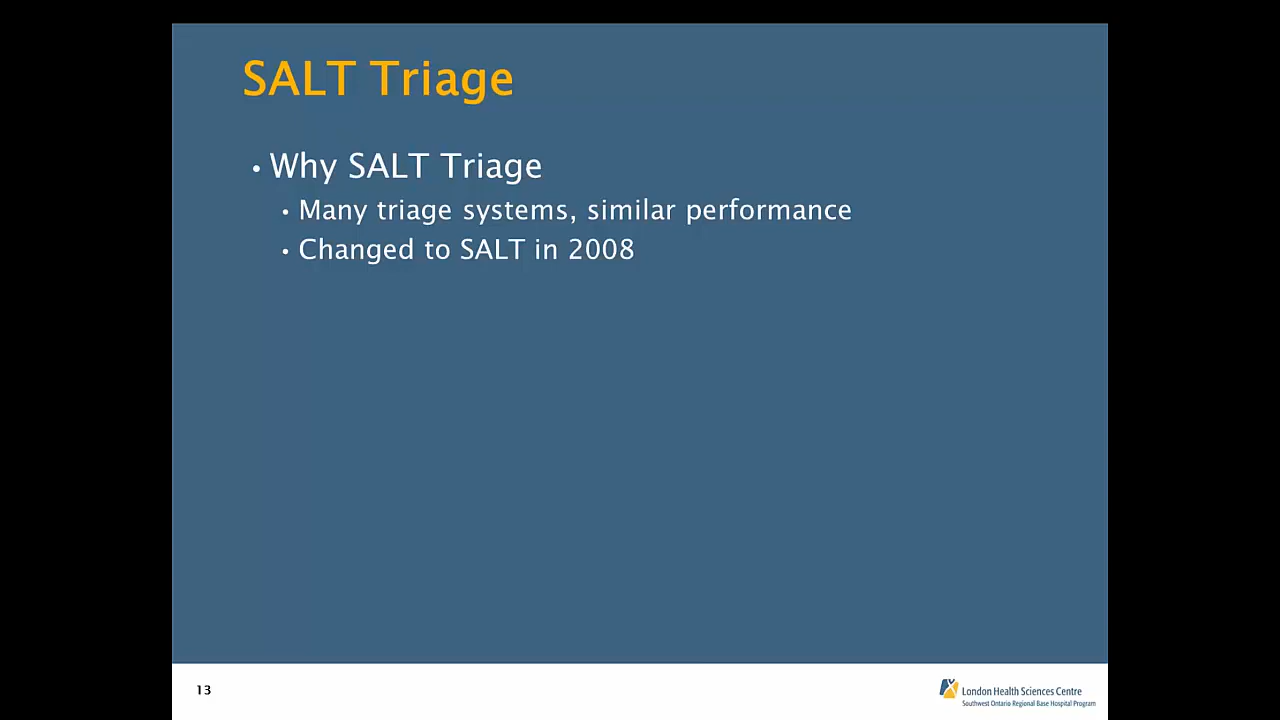 SALT Triage
• Why SALT Triage
• Many triage systems, similar performance
• Changed to SALT in 2008
13
London Health Sciences Centre
Southwest Ontario Regional Base Hospital Program